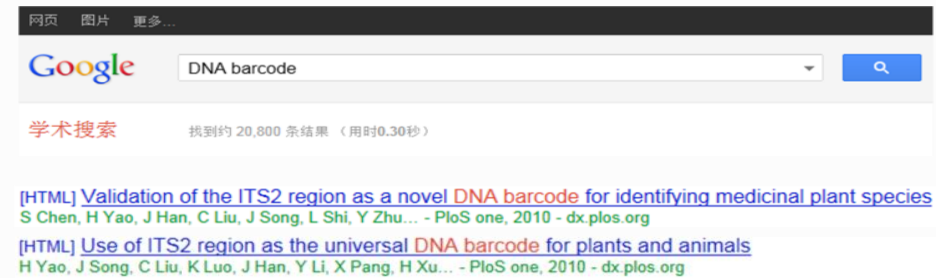 网页 图片 更多...
Google DNA barcode
学术搜索 找到约 20,800 条结果 （用时0.30秒）
[HTML] Validation of the ITS2 region as a novel DNA barcode for identifying medicinal plant species
S Chen, H Yao, J Han, C Liu, J Song, L Shi, Y Zhu... - PloS one, 2010 - dx.plos.org
[HTML] Use of ITS2 region as the universal DNA barcode for plants and animals
H Yao, J Song, C Liu, K Luo, J Han, Y Li, X Pang, H Xu... - PloS one, 2010 - dx.plos.org